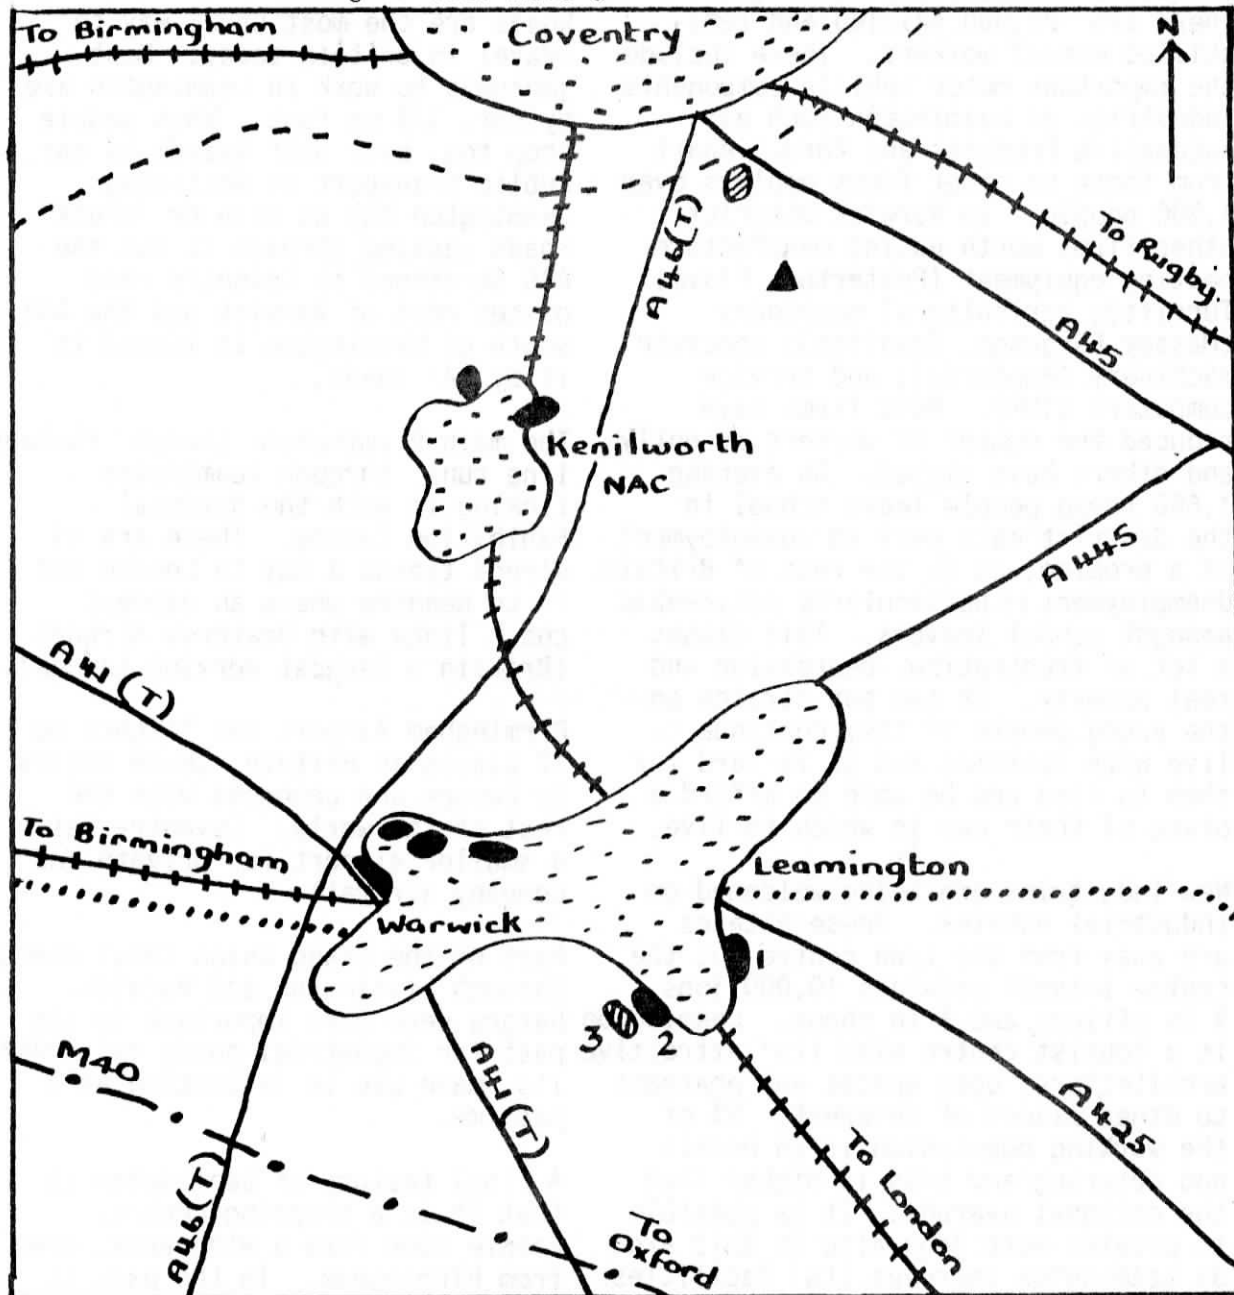 To Birmingham
Coventry
N
A46(T)
To Rugby.
A45
Kenilworth
NAC
A445
A41(T)
To Birmingham
Leamington
Warwick
1
3
2
M40
A41(T)
A425
A46(T)
To
Oxford
To London